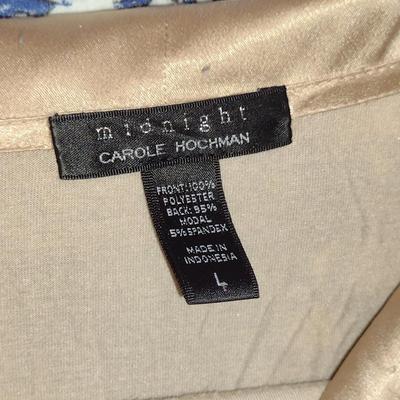 midnight
CAROLE HOCHMAN
FRONT:100%
POLYESTER
BACK: 95%
MODAL
5% SPANDEX
MADE IN
INDONESIA
L